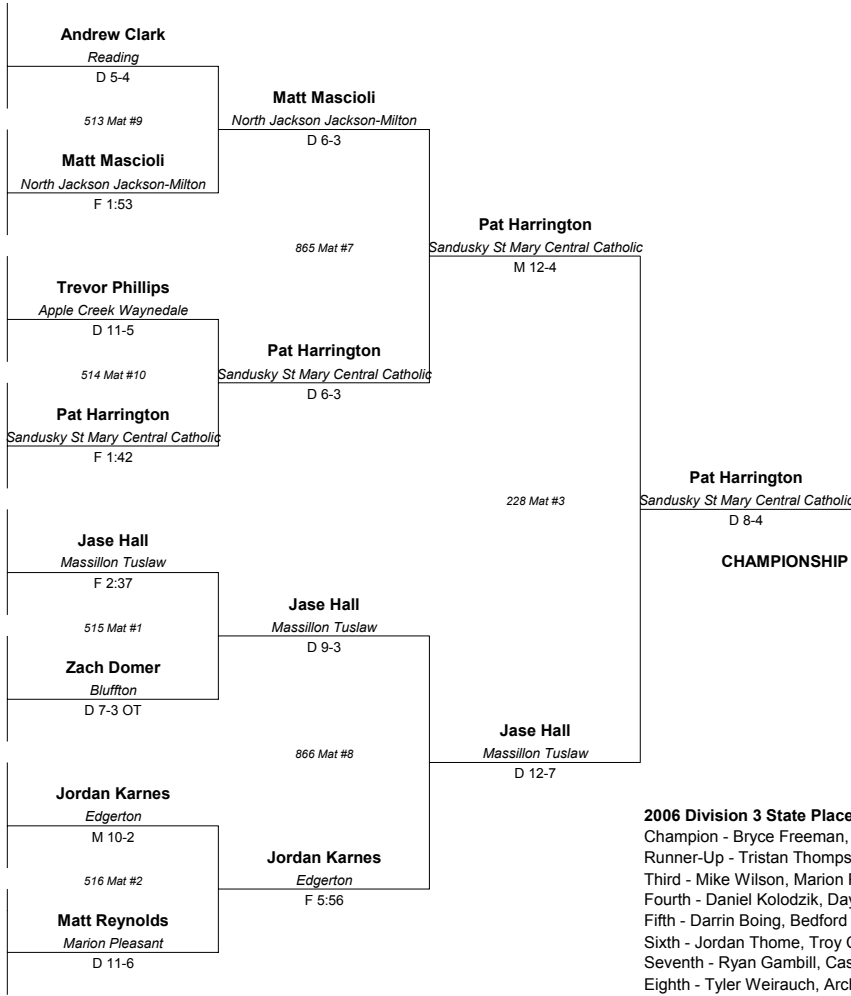 Andrew Clark
Reading
D 5-4
513 Mat #9
Matt Mascioli
North Jackson Jackson-Milton
F 1:53
Trevor Phillips
Apple Creek Waynedale
D 11-5
514 Mat #10
Pat Harrington
Sandusky St Mary Central Catholic
F 1:42
Jase Hall
Massillon Tuslaw
F 2:37
515 Mat #1
Zach Domer
Bluffton
D 7-3 OT
Jordan Karnes
Edgerton
M 10-2
516 Mat #2
Matt Reynolds
Marion Pleasant
D 11-6
Matt Mascioli
North Jackson Jackson-Milton
D 6-3
865 Mat #7
Pat Harrington
Sandusky St Mary Central Catholic
D 6-3
Jase Hall
Massillon Tuslaw
D 9-3
866 Mat #8
Jordan Karnes
Edgerton
F 5:56
Pat Harrington
Sandusky St Mary Central Catholic
M 12-4
228 Mat #3
Jase Hall
Massillon Tuslaw
D 12-7
Pat Harrington
Sandusky St Mary Central Catholic
D 8-4
CHAMPIONSHIP
2006 Division 3 State Place
Champion - Bryce Freeman,
Runner-Up - Tristan Thomps
Third - Mike Wilson, Marion
Fourth - Daniel Kolodzik, Day
Fifth - Darrin Boing, Bedford
Sixth - Jordan Thome, Troy
Seventh - Ryan Gambill, Cas
Eighth - Tyler Weirauch, Arc